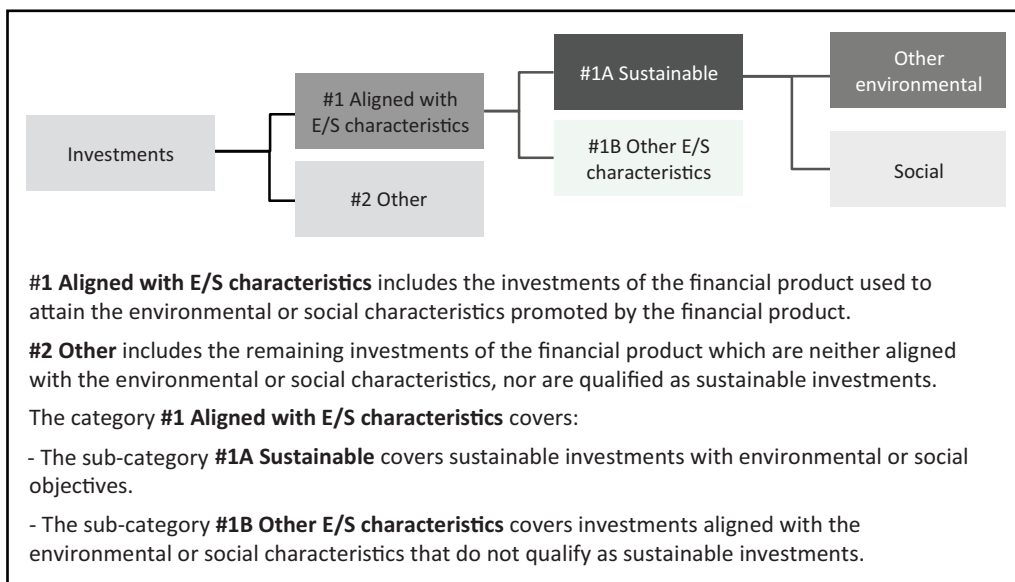 Investments
#1 Aligned with
E/S characteristics
#2 Other
#1A Sustainable
#1B Other E/S
characteristics
Other
environmental
Social
#1 Aligned with E/S characteristics includes the investments of the financial product used to
attain the environmental or social characteristics promoted by the financial product.
#2 Other includes the remaining investments of the financial product which are neither aligned
with the environmental or social characteristics, nor are qualified as sustainable investments.
The category #1 Aligned with E/S characteristics covers:
- The sub-category #1A Sustainable covers sustainable investments with environmental or social
objectives.
- The sub-category #1B Other E/S characteristics covers investments aligned with the
environmental or social characteristics that do not qualify as sustainable investments.